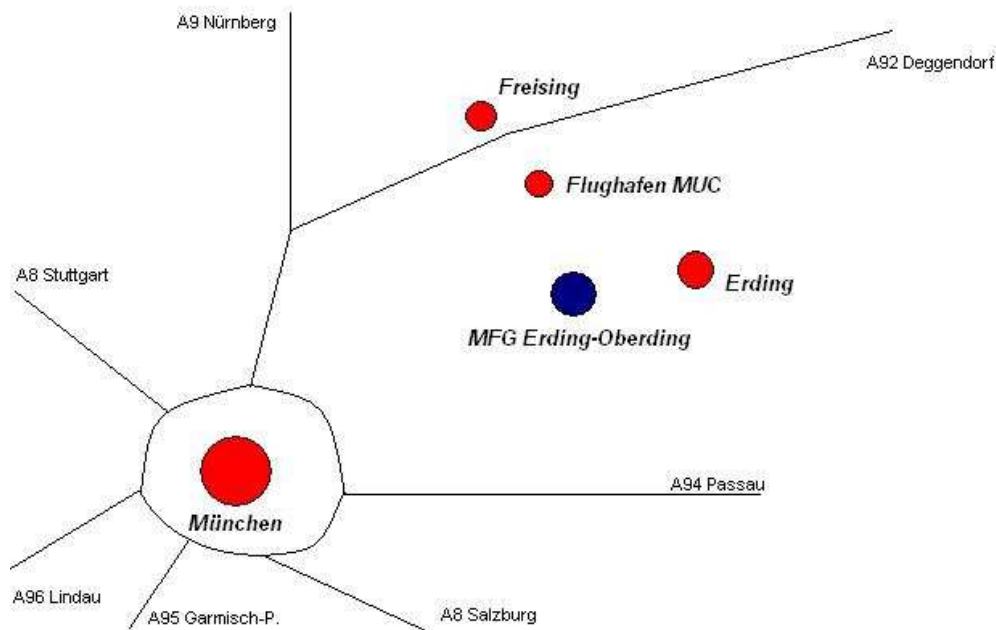 A9 Nürnberg
A92 Deggendorf
Freising
Flughafen MUC
A8 Stuttgart
Erding
MFG Erding-Oberding
A94 Passau
München
A96 Lindau
A95 Garmisch-P.
A8 Salzburg